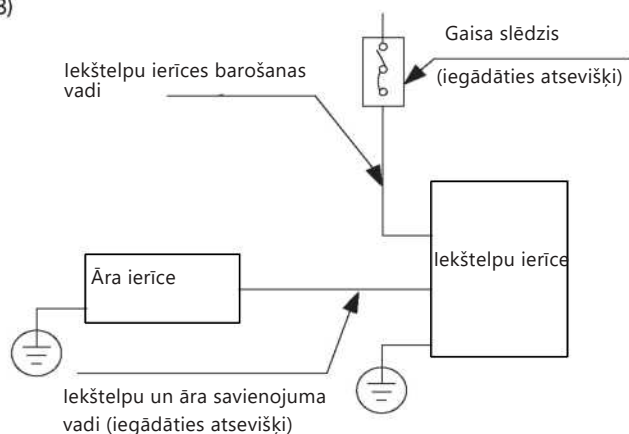 3)
Gaisa slēdzis
(iegādāties atsevišķi)
Iekštelpu ierīces barošanas
vadi
Iekštelpu ierīce
Āra ierīce
Iekštelpu un āra savienojuma
vadi (iegādāties atsevišķi)